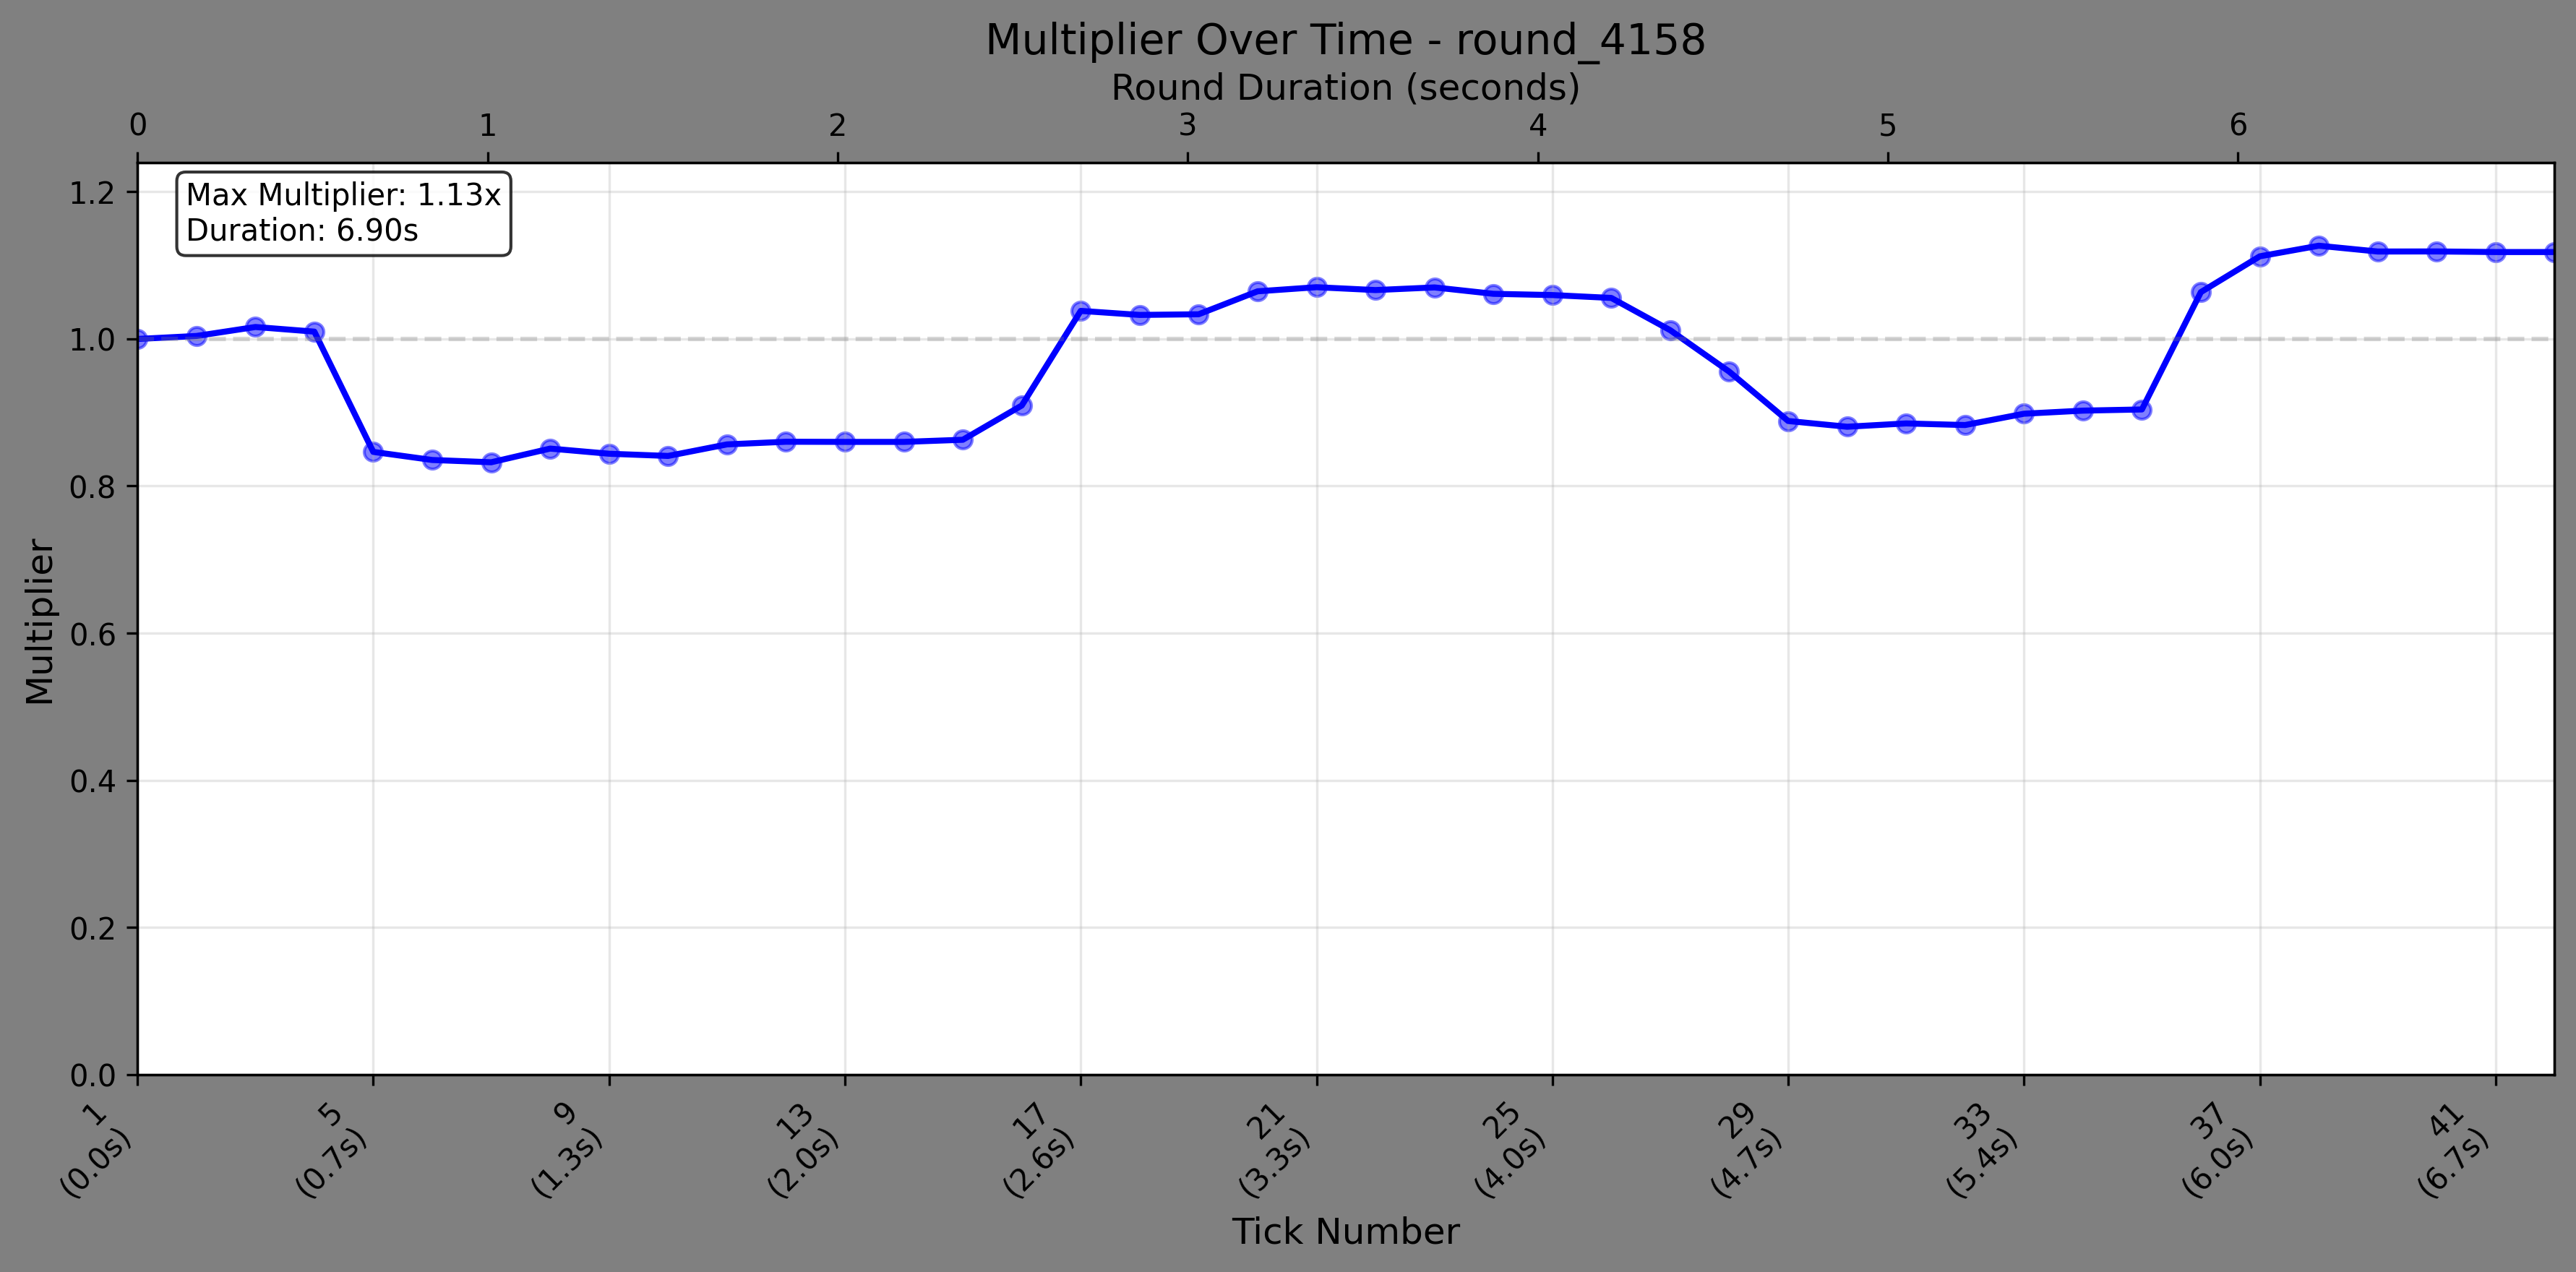 Multiplier Over Time - round_4158
Round Duration (seconds)
0 1 2 3 4 5 6
Max Multiplier: 1.13x
Duration: 6.90s
Multiplier
1.2
1.0
0.8
0.6
0.4
0.2
0.0
1
(0.0s)
5
(0.7s)
9
(1.3s)
13
(2.0s)
17
(2.6s)
21
(3.3s)
25
(4.0s)
29
(4.7s)
33
(5.4s)
37
(6.0s)
41
(6.7s)
Tick Number